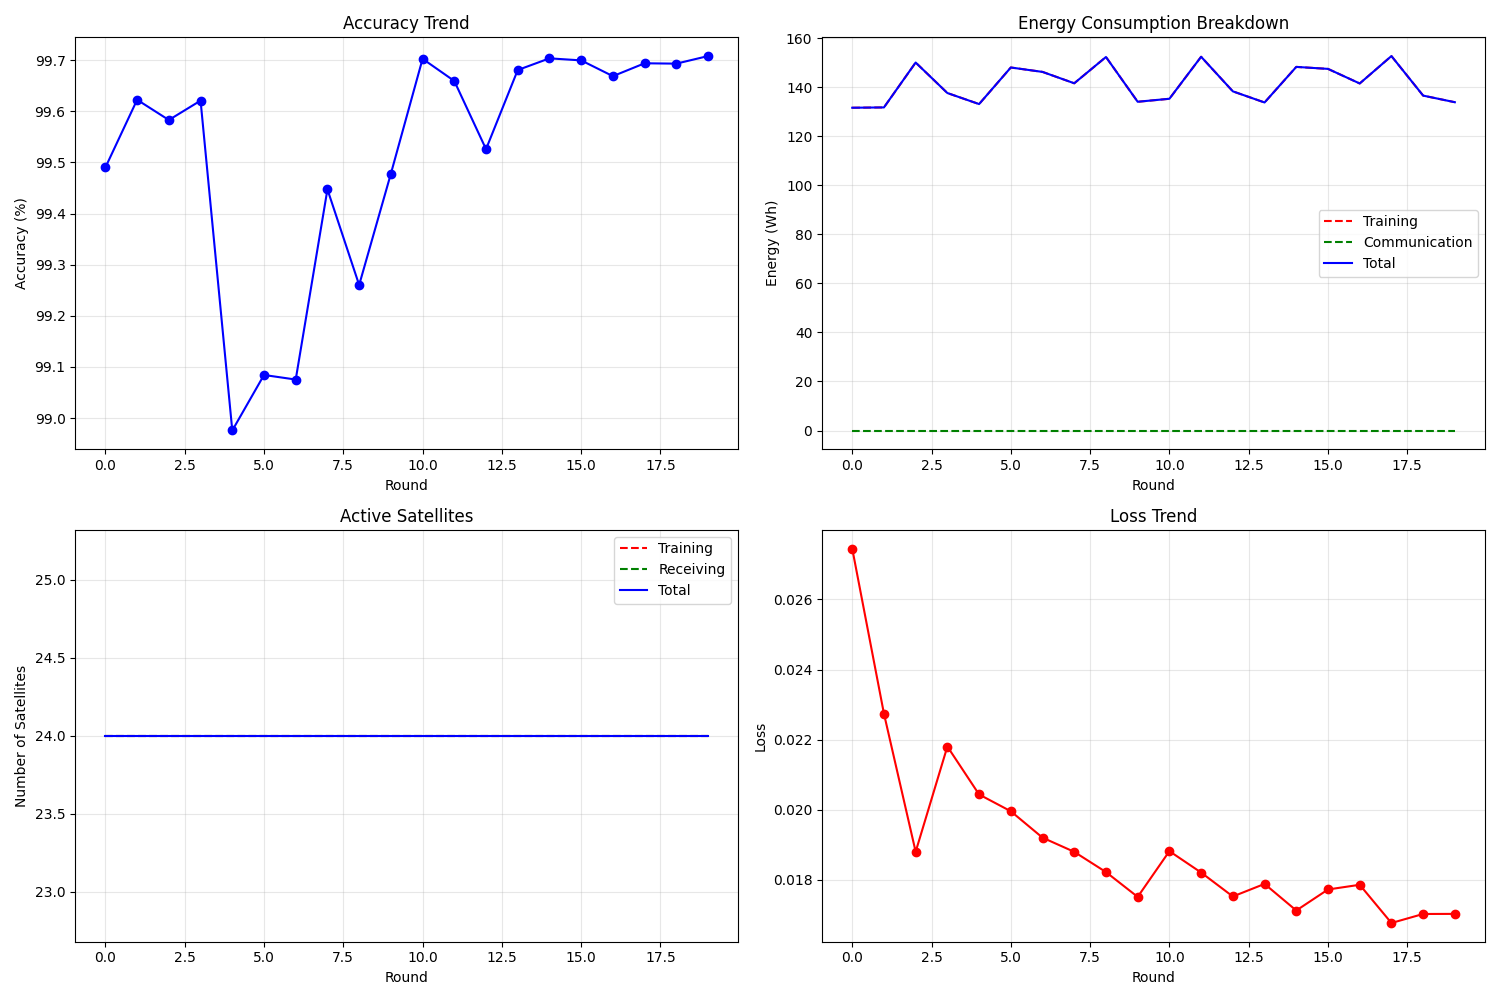 Accuracy Trend
Accuracy (%)
99.7
99.6
99.5
99.4
99.3
99.2
99.1
99.0
0.0 2.5 5.0 7.5 10.0 12.5 15.0 17.5
Round
Energy Consumption Breakdown
Energy (Wh)
160
140
120
100
80
60
40
20
0
Training
Communication
Total
0.0 2.5 5.0 7.5 10.0 12.5 15.0 17.5
Round
Active Satellites
Number of Satellites
25.0
24.5
24.0
23.5
23.0
Training
Receiving
Total
0.0 2.5 5.0 7.5 10.0 12.5 15.0 17.5
Round
Loss Trend
Loss
0.026
0.024
0.022
0.020
0.018
0.0 2.5 5.0 7.5 10.0 12.5 15.0 17.5
Round